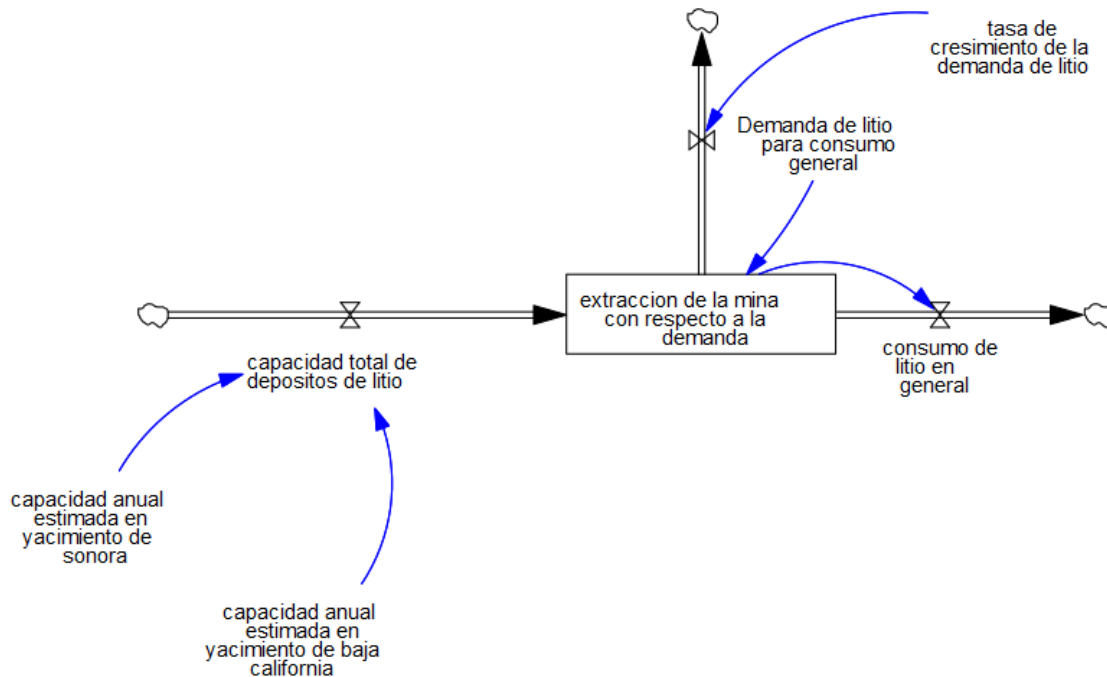 tasa de
cresimiento de la
demanda de litio
Demanda de litio
para consumo
general
extraccion de la mina
con respecto a la
demanda
consumo de
litio en
general
capacidad total de
depositos de litio
capacidad anual
estimada en
yacimiento de
sonora
capacidad anual
estimada en
yacimiento de baja
california